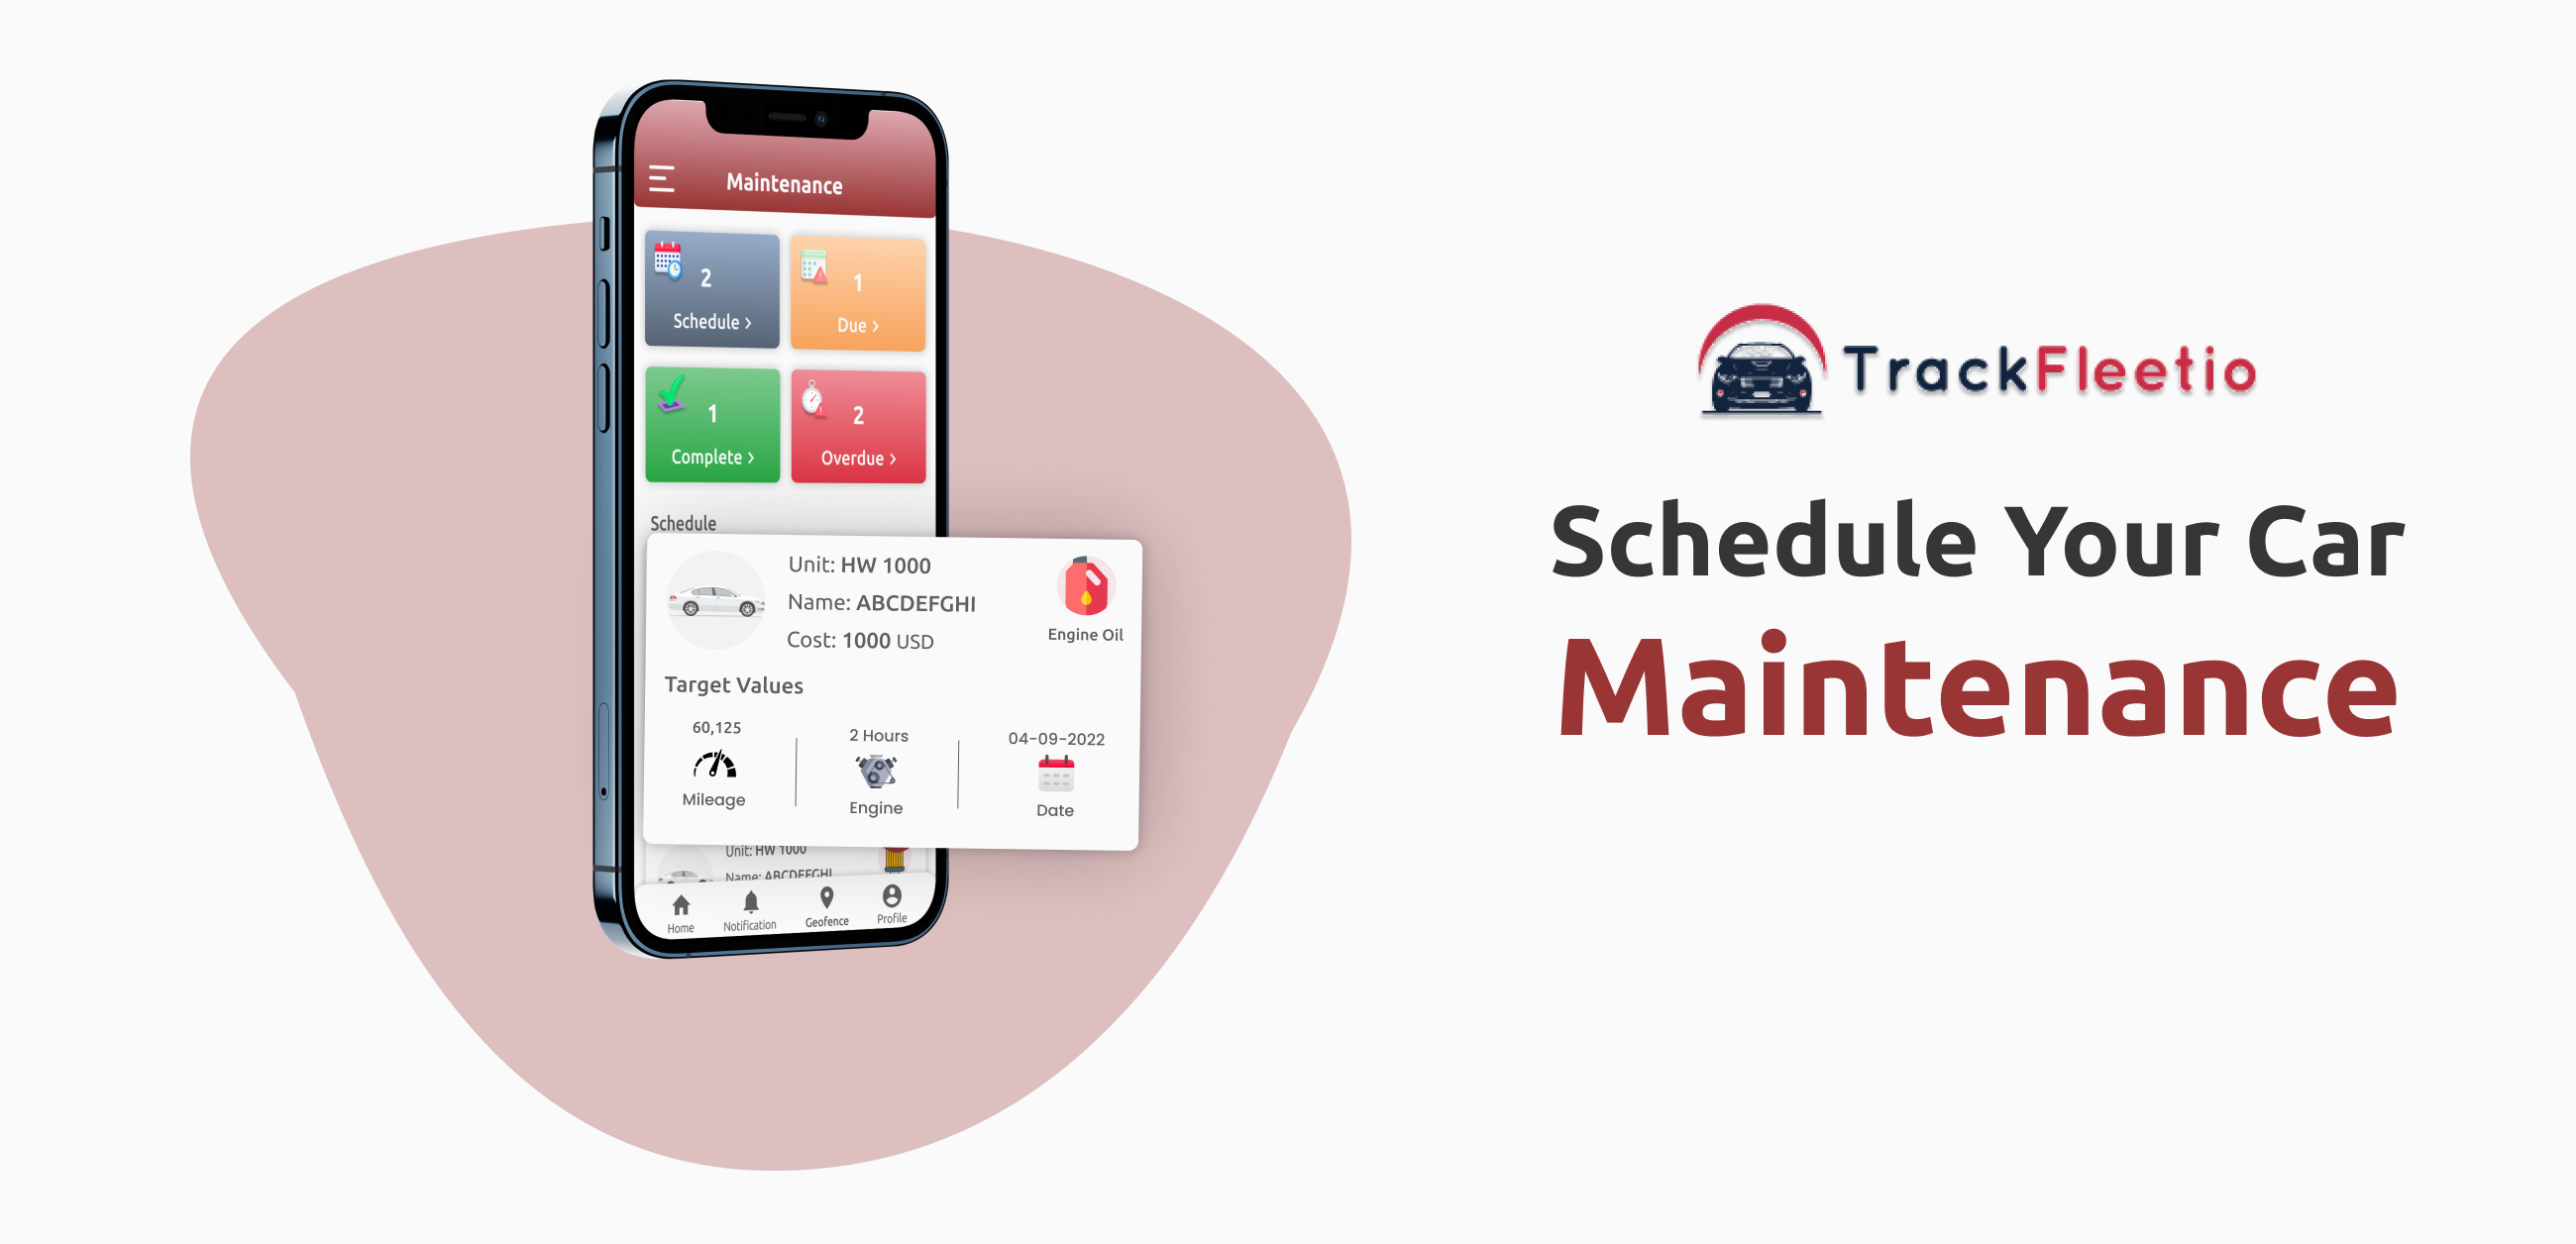 Maintenance
2
Schedule >
1
Due >
1
Complete >
2
Overdue >
Schedule
Unit: HW 1000
Name: ABCDEFGHI
Cost: 1000 USD
Engine Oil
Target Values
60,125
Mileage
2 Hours
Engine
04-09-2022
Date
Unit: HW 1000
Name: ABCDEFGHI
Home
Notification
Geofence
Profile
TrackFleetio
Schedule Your Car
Maintenance